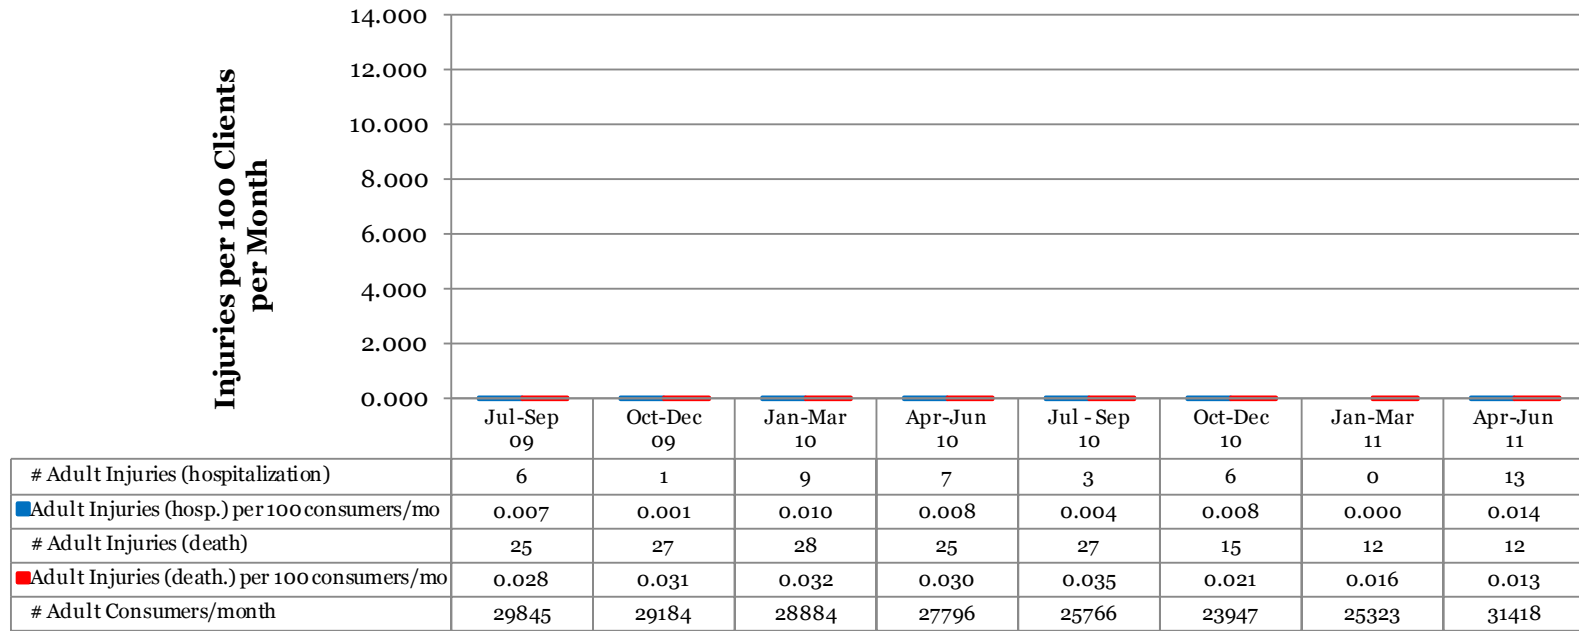 Injuries per 100 Clients
per Month
14.000
12.000
10.000
8.000
6.000
4.000
2.000
0.000
Jul-Sep 09 Oct-Dec 09 Jan-Mar 10 Apr-Jun 10 Jul - Sep 10 Oct-Dec 10 Jan-Mar 11 Apr-Jun 11
# Adult Injuries (hospitalization) 6 1 9 7 3 6 0 13
Adult Injuries (hosp.) per 100 consumers/mo 0.007 0.001 0.010 0.008 0.004 0.008 0.000 0.014
# Adult Injuries (death) 25 27 28 25 27 15 12 12
Adult Injuries (death.) per 100 consumers/mo 0.028 0.031 0.032 0.030 0.035 0.021 0.016 0.013
# Adult Consumers/month 29845 29184 28884 27796 25766 23947 25323 31418